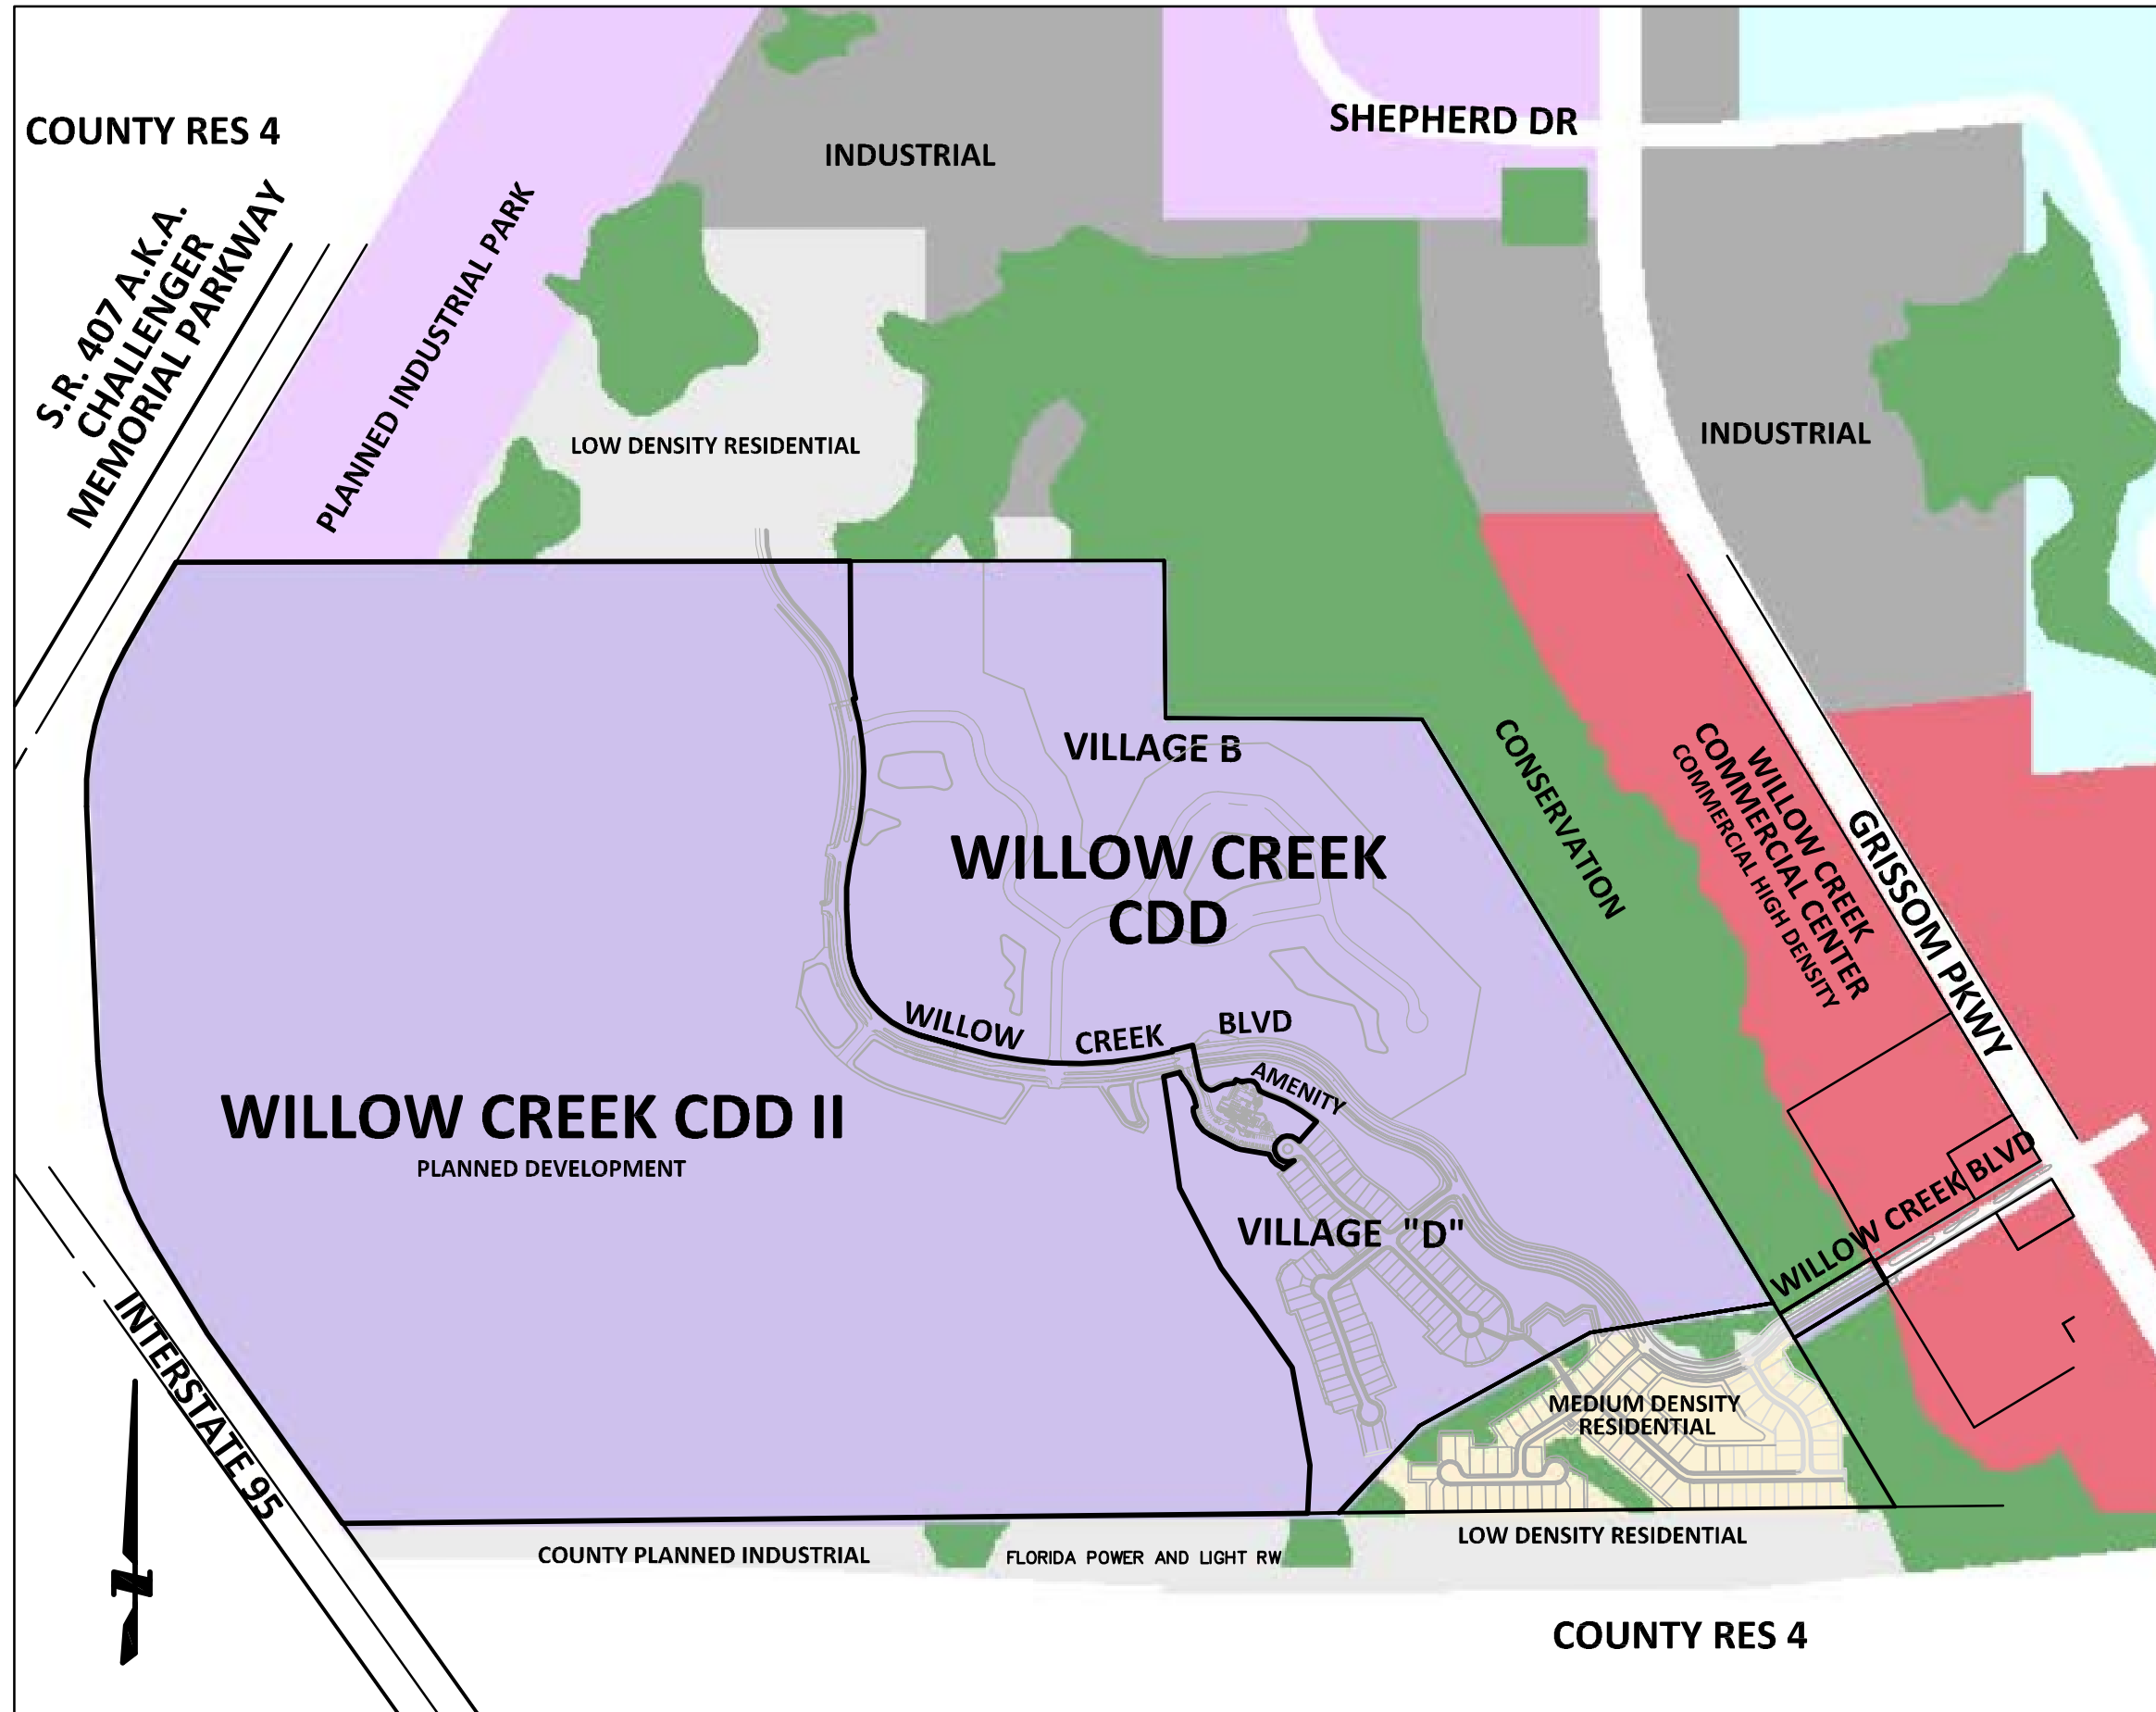 COUNTY RES 4
SHEPHERD DR
INDUSTRIAL
S.R. 407 A.K.A.
CHALLENGER
MEMORIAL PARKWAY
PLANNED INDUSTRIAL PARK
LOW DENSITY RESIDENTIAL
INDUSTRIAL
VILLAGE B
CONSERVATION
WILLOW CREEK
COMMERCIAL CENTER
COMMERCIAL HIGH DENSITY
GRISSOM PKWY
WILLOW CREEK
CDD
WILLOW CREEK BLVD
AMENITY
WILLOW CREEK CDD II
PLANNED DEVELOPMENT
VILLAGE "D"
WILLOW CREEK BLVD
INTERSTATE 95
MEDIUM DENSITY
RESIDENTIAL
LOW DENSITY RESIDENTIAL
COUNTY PLANNED INDUSTRIAL
FLORIDA POWER AND LIGHT RW
COUNTY RES 4